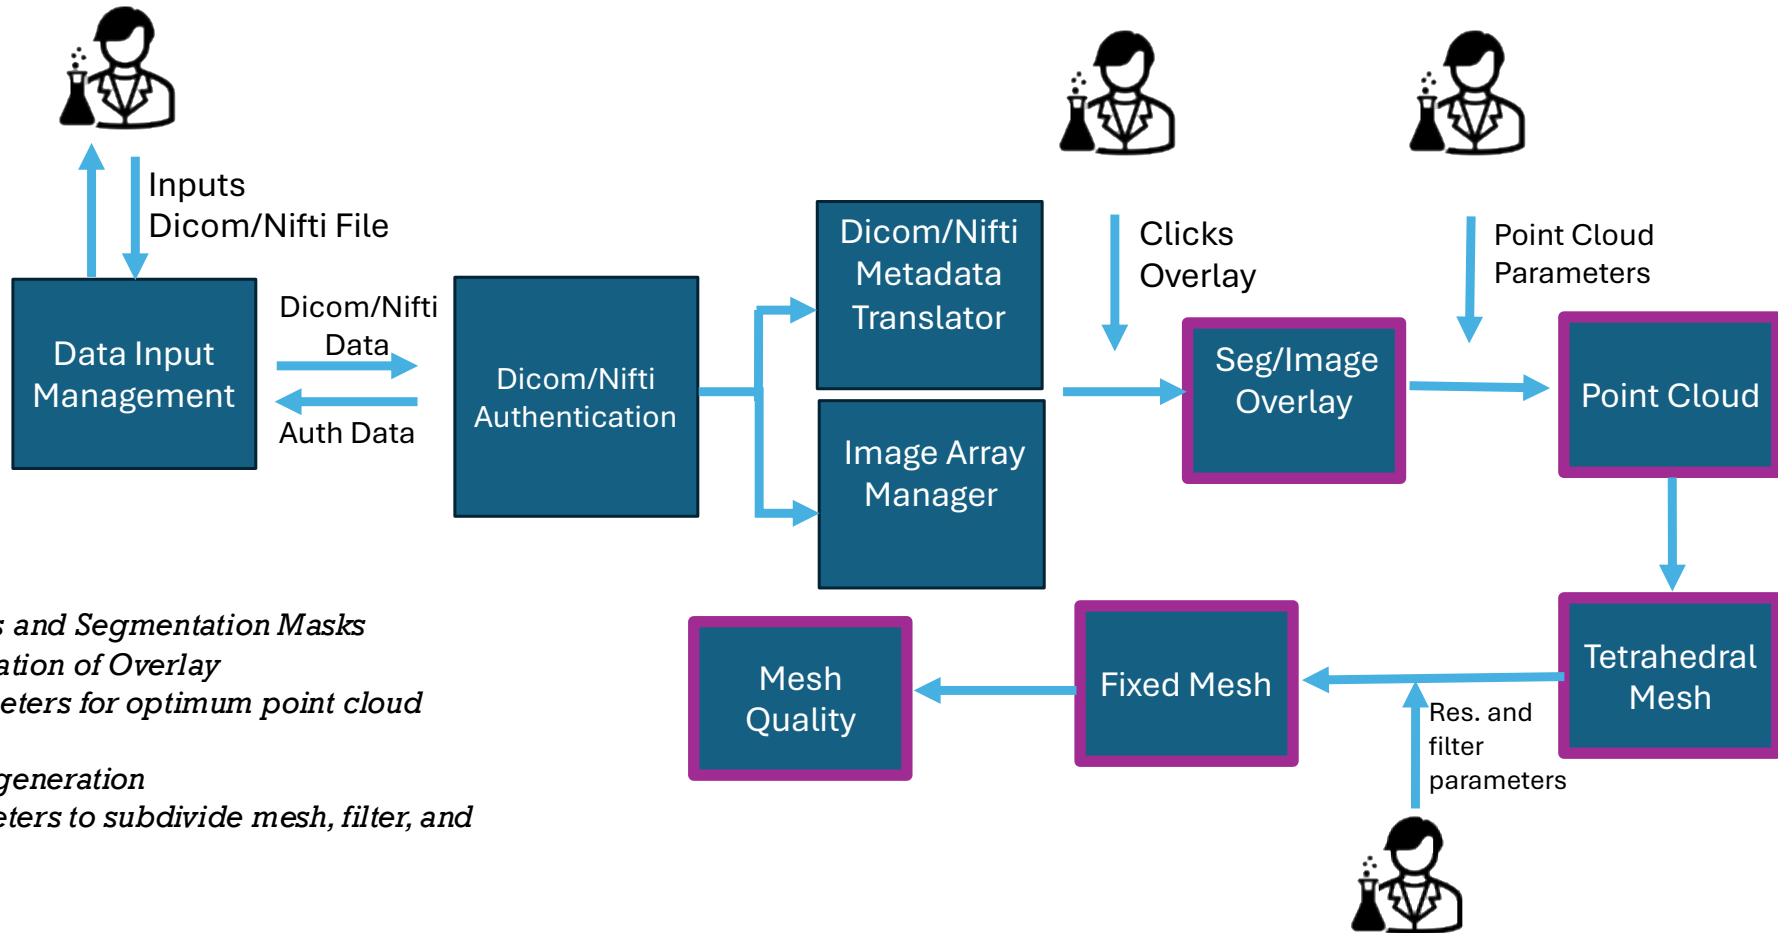 Inputs
Dicom/Nifti File
Data Input
Management
Dicom/Nifti
Data
Auth Data
Dicom/Nifti
Authentication
Dicom/Nifti
Metadata
Translator
Image Array
Manager
Clicks
Overlay
Seg/Image
Overlay
Point Cloud
Parameters
Point Cloud
Tetrahedral
Mesh
Res. and
filter
parameters
Fixed Mesh
Mesh
Quality
and Segmentation Masks
of Overlay
for optimum point cloud
generation
to subdivide mesh, filter, and